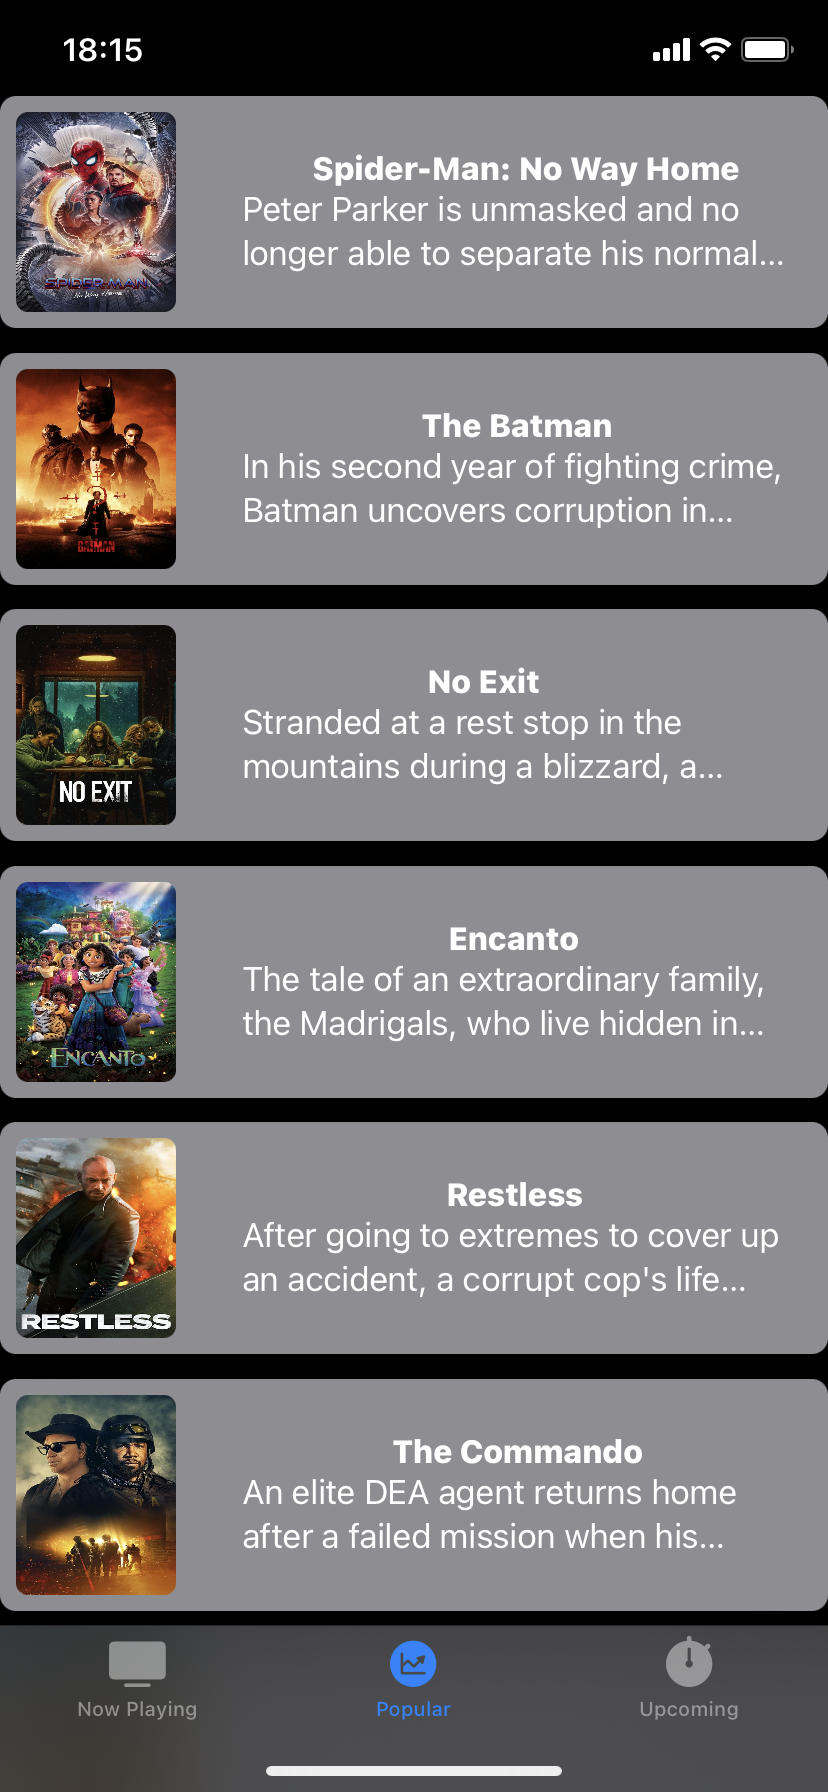 18:15
SPIDER-MAN
No Way Home
Spider-Man: No Way Home
Peter Parker is unmasked and no
longer able to separate his normal...
BATMAN
The Batman
In his second year of fighting crime,
Batman uncovers corruption in...
NO EXIT
No Exit
Stranded at a rest stop in the
mountains during a blizzard, a...
ENCANTO
Encanto
The tale of an extraordinary family,
the Madrigals, who live hidden in...
RESTLESS
Restless
After going to extremes to cover up
an accident, a corrupt cop's life...
The Commando
An elite DEA agent returns home
after a failed mission when his...
Now Playing
Popular
Upcoming